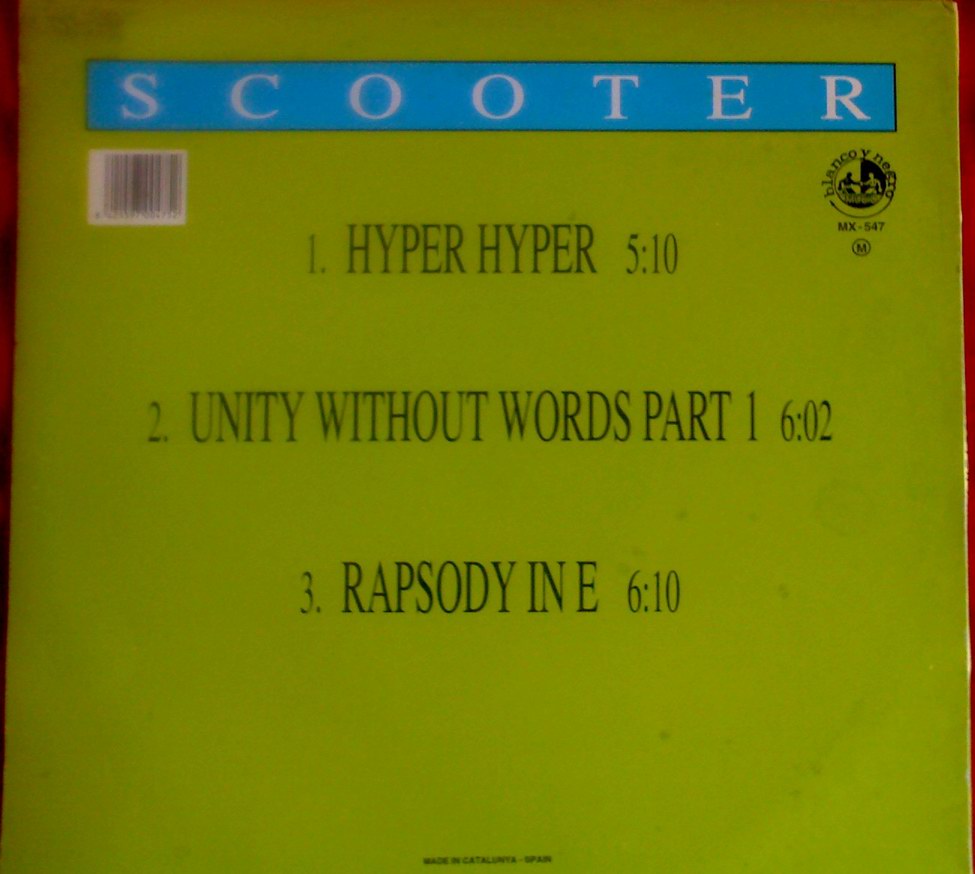 SCOOTER
blanco y negro
MX - 547
M
1. HYPER HYPER 5:10
2. UNITY WITHOUT WORDS PART 1 6:02
3. RAPSODY IN E 6:10
MADE IN CATALUNYA - SPAIN